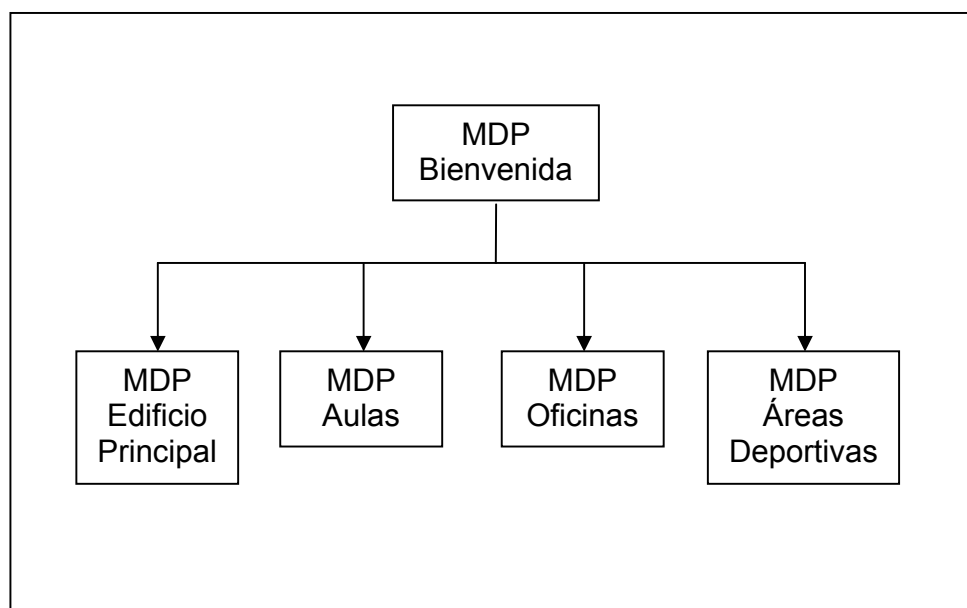 MDP
Bienvenida
MDP
Edificio
Principal
MDP
Aulas
MDP
Oficinas
MDP
Áreas
Deportivas